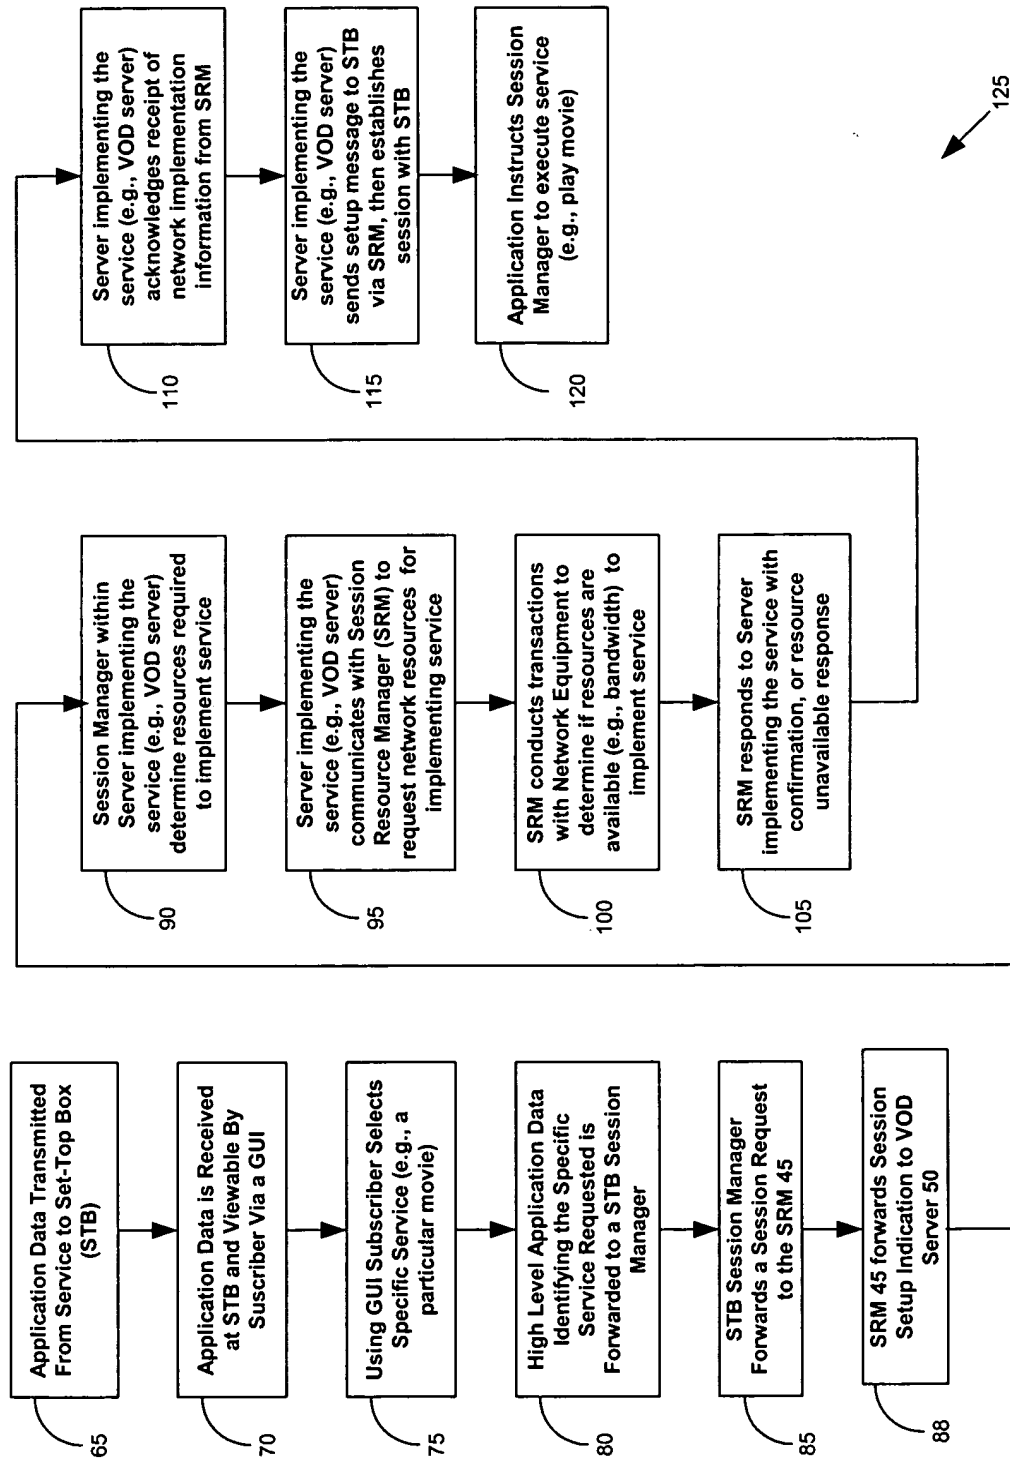 Application Data Transmitted
From Service to Set-Top Box
(STB)
65
Application Data is Received
at STB and Viewable By
Suscriber Via a GUI
70
Using GUI Subscriber Selects
Specific Service (e.g., a
particular movie)
75
High Level Application Data
Identifying the Specific
Service Requested is
Forwarded to a STB Session
Manager
80
STB Session Manager
Forwards a Session Request
to the SRM 45
85
SRM 45 forwards Session
Setup Indication to VOD
Server 50
88
Session Manager within
Server implementing the
service (e.g., VOD server)
determine resources required
to implement service
90
Server implementing the
service (e.g., VOD server)
communicates with Session
Resource Manager (SRM) to
request network resources for
implementing service
95
SRM conducts transactions
with Network Equipment to
determine if resources are
available (e.g., bandwidth) to
implement service
100
SRM responds to Server
implementing the service with
confirmation, or resource
unavailable response
105
Server implementing the
service (e.g., VOD server)
acknowledges receipt of
network implementation
information from SRM
110
Server implementing the
service (e.g., VOD server)
sends setup message to STB
via SRM, then establishes
session with STB
115
Application Instructs Session
Manager to execute service
(e.g., play movie)
120
125